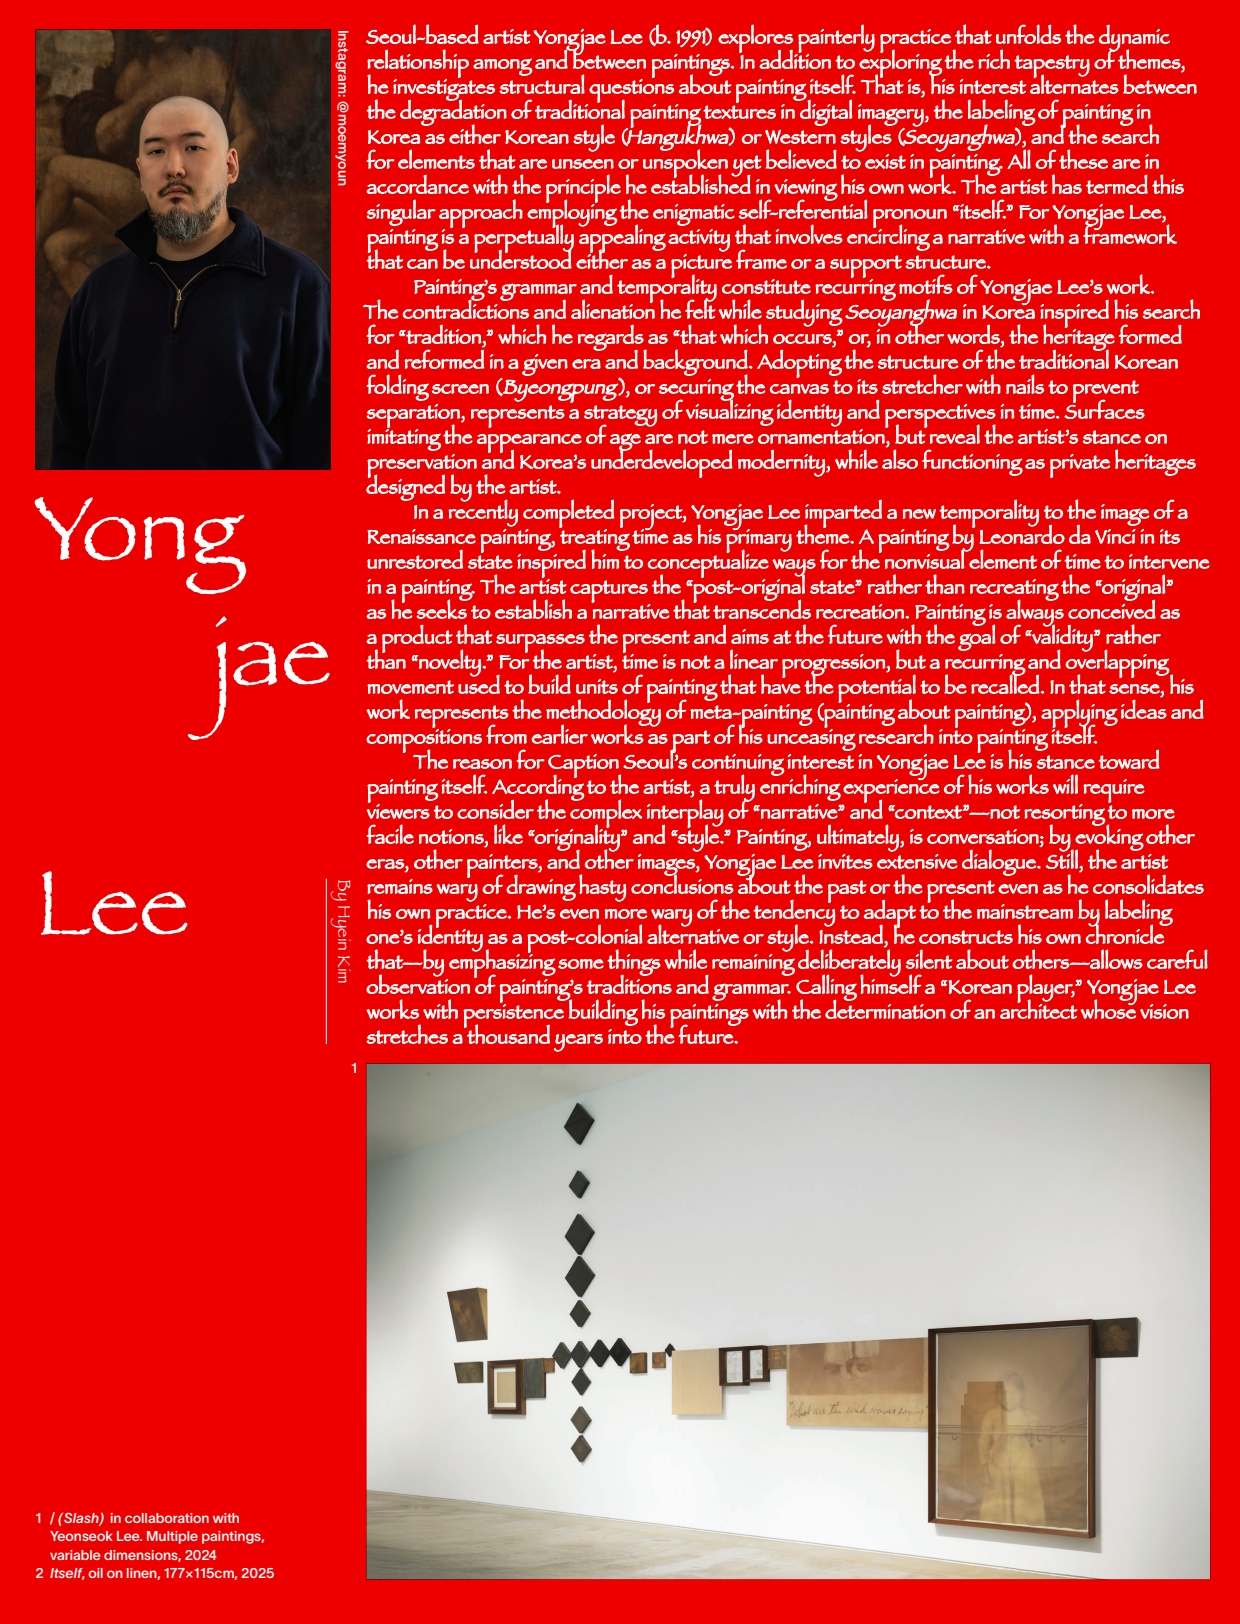 Instagram: @moemyoun
Yong
jae
Lee
By Hyein Kim
Seoul-based artist Yongjae Lee (b. 1991) explores painterly practice that unfolds the dynamic
relationship among and between paintings. In addition to exploring the rich tapestry of themes,
he investigates structural questions about painting itself. That is, his interest alternates between
the degradation of traditional painting textures in digital imagery, the labeling of painting in
Korea as either Korean style (Hangukhwa) or Western styles (Seoyanghwa), and the search
for elements that are unseen or unspoken yet believed to exist in painting. All of these are in
accordance with the principle he established in viewing his own work. The artist has termed this
singular approach employing the enigmatic self-referential pronoun “itself.” For Yongjae Lee,
painting is a perpetually appealing activity that involves encircling a narrative with a framework
that can be understood either as a picture frame or a support structure.
Painting’s grammar and temporality constitute recurring motifs of Yongjae Lee’s work.
The contradictions and alienation he felt while studying Seoyanghwa in Korea inspired his search
for “tradition,” which he regards as “that which occurs,” or, in other words, the heritage formed
and reformed in a given era and background. Adopting the structure of the traditional Korean
folding screen (Byeongpung), or securing the canvas to its stretcher with nails to prevent
separation, represents a strategy of visualizing identity and perspectives in time. Surfaces
imitating the appearance of age are not mere ornamentation, but reveal the artist’s stance on
preservation and Korea’s underdeveloped modernity, while also functioning as private heritages
designed by the artist.
In a recently completed project, Yongjae Lee imparted a new temporality to the image of a
Renaissance painting, treating time as his primary theme. A painting by Leonardo da Vinci in its
unrestored state inspired him to conceptualize ways for the nonvisual element of time to intervene
in a painting. The artist captures the “post-original state” rather than recreating the “original”
as he seeks to establish a narrative that transcends recreation. Painting is always conceived as
a product that surpasses the present and aims at the future with the goal of “validity” rather
than “novelty.” For the artist, time is not a linear progression, but a recurring and overlapping
movement used to build units of painting that have the potential to be recalled. In that sense, his
work represents the methodology of meta-painting (painting about painting), applying ideas and
compositions from earlier works as part of his unceasing research into painting itself.
The reason for Caption Seoul’s continuing interest in Yongjae Lee is his stance toward
painting itself. According to the artist, a truly enriching experience of his works will require
viewers to consider the complex interplay of “narrative” and “context”—not resorting to more
facile notions, like “originality” and “style.” Painting, ultimately, is conversation; by evoking other
eras, other painters, and other images, Yongjae Lee invites extensive dialogue. Still, the artist
remains wary of drawing hasty conclusions about the past or the present even as he consolidates
his own practice. He’s even more wary of the tendency to adapt to the mainstream by labeling
one’s identity as a post-colonial alternative or style. Instead, he constructs his own chronicle
that—by emphasizing some things while remaining deliberately silent about others—allows careful
observation of painting’s traditions and grammar. Calling himself a “Korean player,” Yongjae Lee
works with persistence building his paintings with the determination of an architect whose vision
stretches a thousand years into the future.
1
"What are the wild waves saying"
1 / (Slash) in collaboration with
Yeonseok Lee. Multiple paintings,
variable dimensions, 2024
2 Itself, oil on linen, 177×115cm, 2025